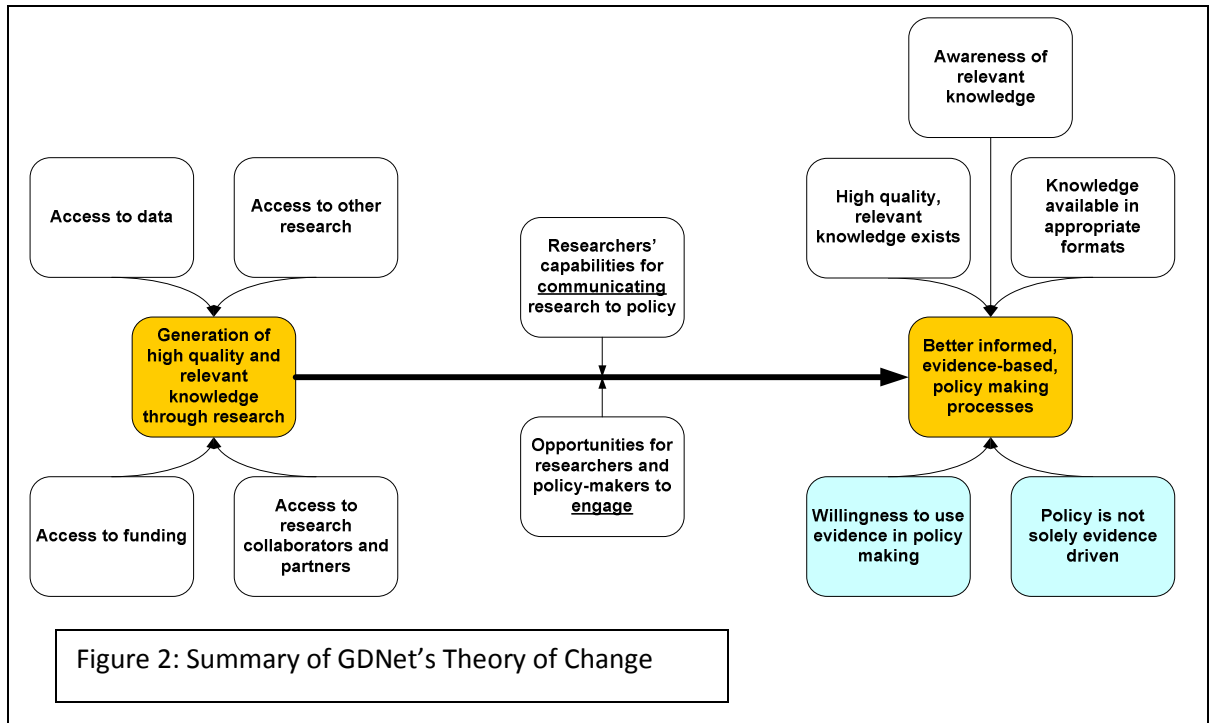 Awareness of
relevant
knowledge
Access to data
Access to other
research
High quality,
relevant
knowledge exists
Knowledge
available in
appropriate
formats
Researchers’
capabilities for
communicating
research to policy
Generation of
high quality and
relevant
knowledge
through research
Better informed,
evidence-based,
policy making
processes
Opportunities for
researchers and
policy-makers to
engage
Access to funding
Access to
research
collaborators and
partners
Willingness to use
evidence in policy
making
Policy is not
solely evidence
driven
Figure 2: Summary of GDNet’s Theory of Change